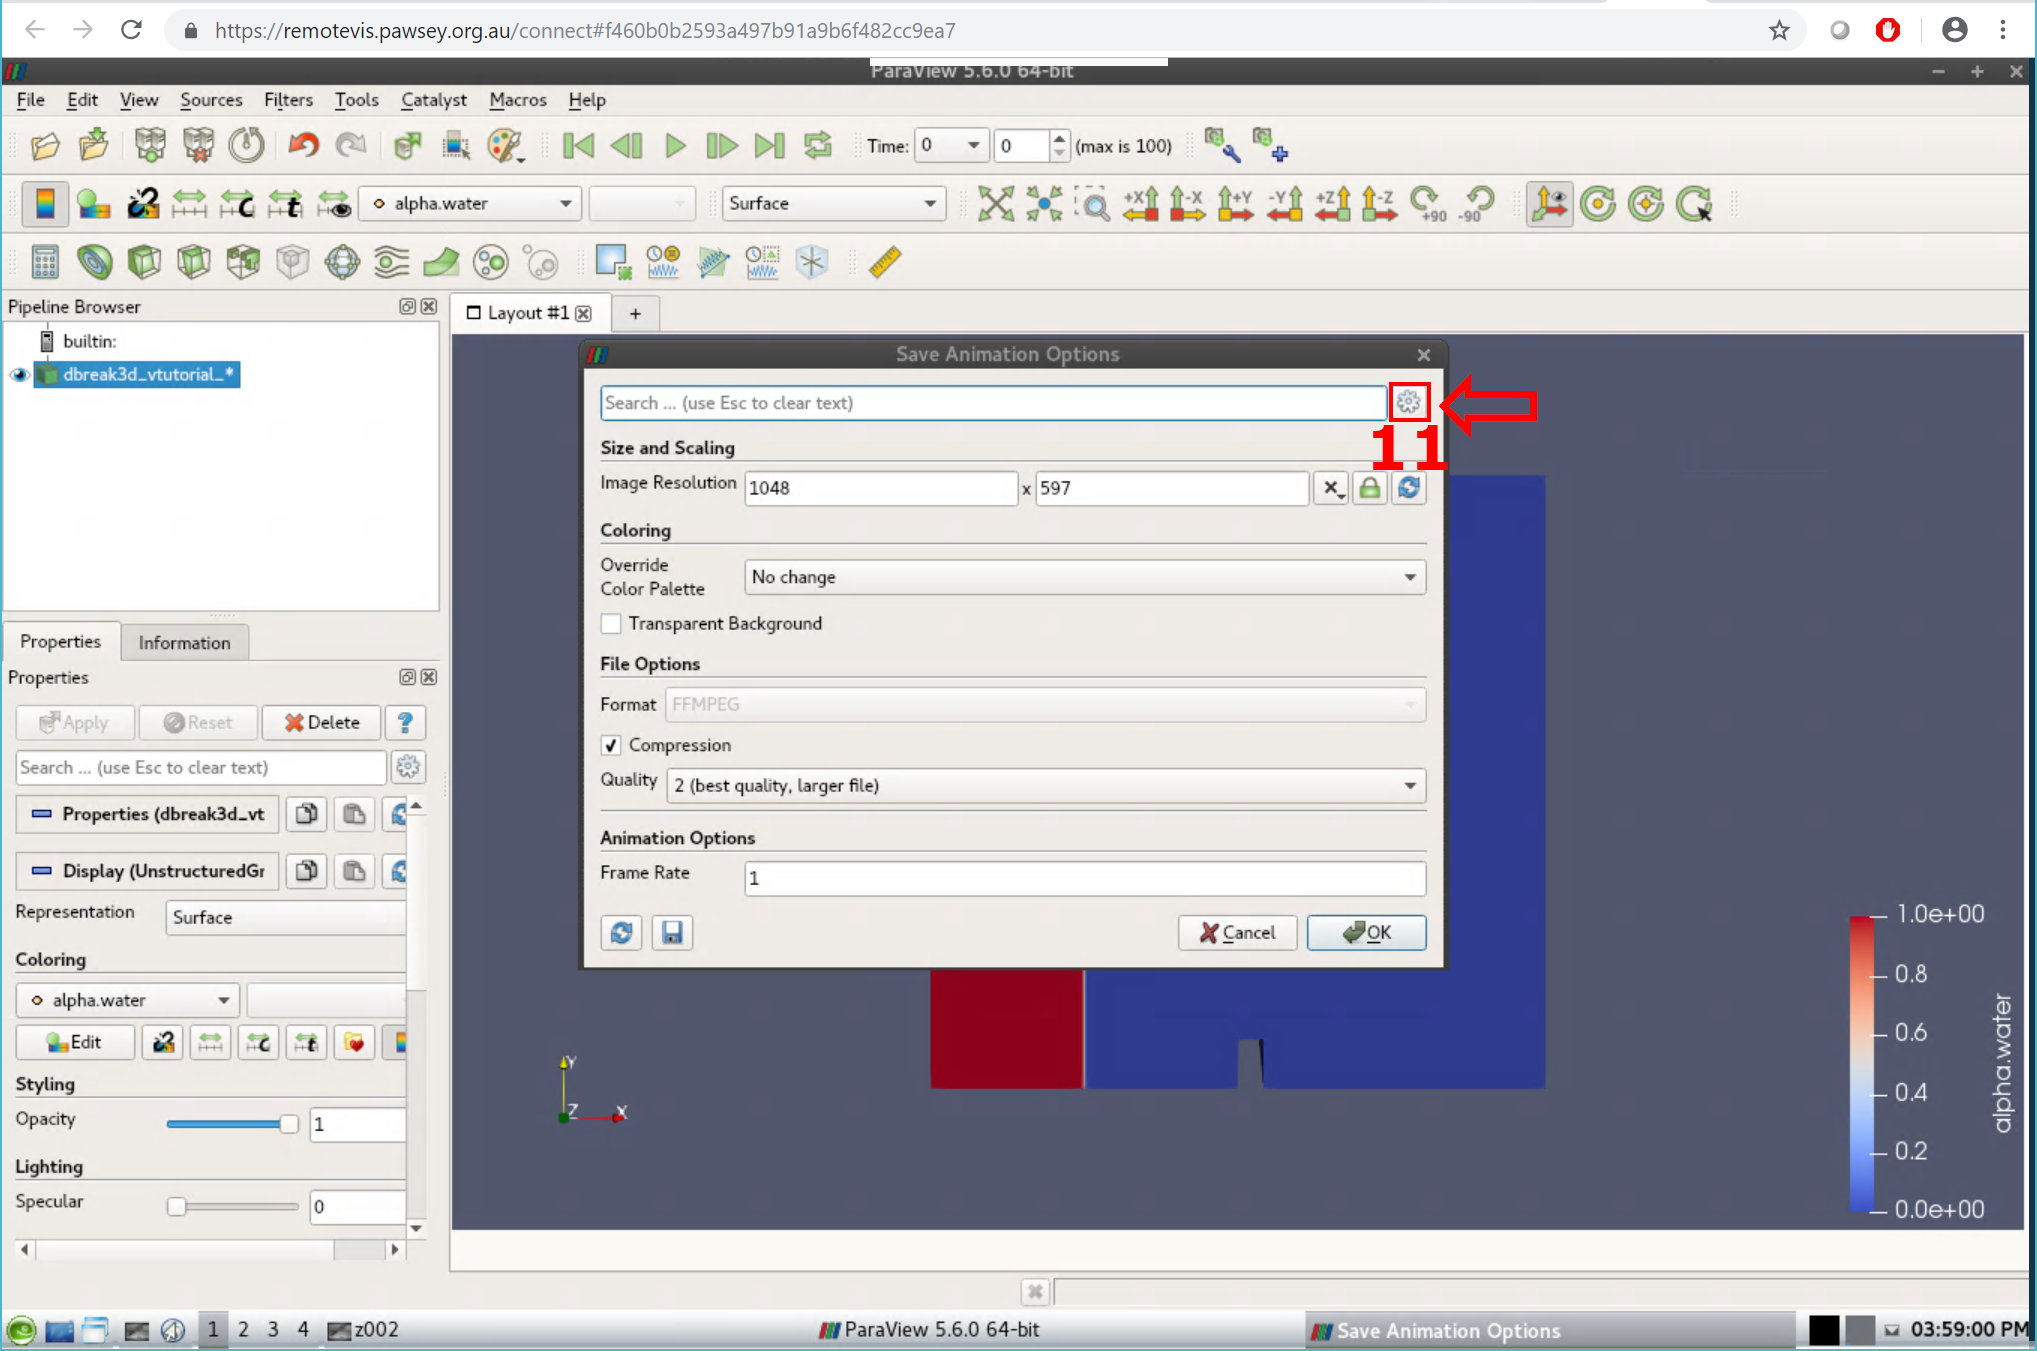 https://remotevis.pawsey.org.au/connect#f460b0b2593a497b91a9b6f482cc9ea7
ParaView 5.6.0 64-bit
File Edit View Sources Filters Tools Catalyst Macros Help
Time: 0 0 (max is 100)
alpha.water Surface +X -X +Y -Y +Z -Z +90 -90
Pipeline Browser
Layout #1 +
builtin:
dbreak3d_vtutorial_*
Save Animation Options
Search ... (use Esc to clear text)
11
Size and Scaling
Image Resolution 1048 x 597
Coloring
Override
Color Palette
No change
Transparent Background
File Options
Format FFMPEG
Compression
Quality 2 (best quality, larger file)
Animation Options
Frame Rate 1
Cancel OK
Properties Information
Properties
Apply Reset Delete ?
Search ... (use Esc to clear text)
Properties (dbreak3d_vt
Display (UnstructuredGr
Representation Surface
Coloring
alpha.water
Edit
Styling
Opacity 1
Lighting
Specular 0
Y
Z X
1.0e+00
0.8
0.6
0.4
0.2
0.0e+00
alpha.water
1 2 3 4 z002 ParaView 5.6.0 64-bit Save Animation Options 03:59:00 PM